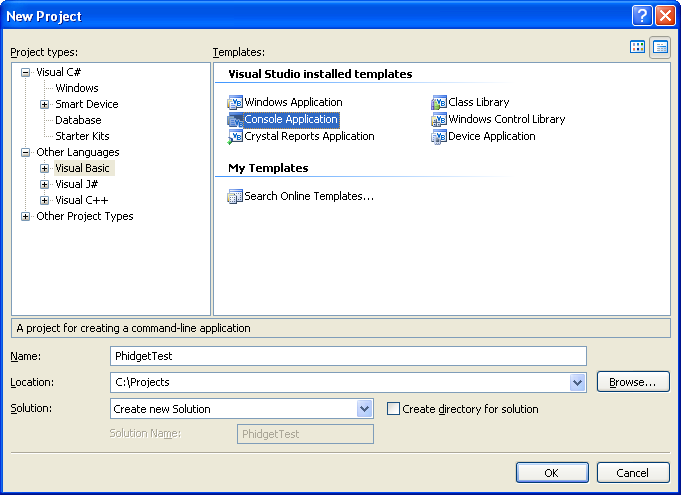 New Project
Project types:
Templates:
Visual C#
Windows
Smart Device
Database
Starter Kits
Other Languages
Visual Basic
Visual J#
Visual C++
Other Project Types
Visual Studio installed templates
Windows Application
Class Library
Console Application
Windows Control Library
Crystal Reports Application
Device Application
My Templates
Search Online Templates...
A project for creating a command-line application
Name:
PhidgetTest
Location:
C:\Projects
Browse...
Solution:
Create new Solution
Create directory for solution
Solution Name:
PhidgetTest
OK
Cancel